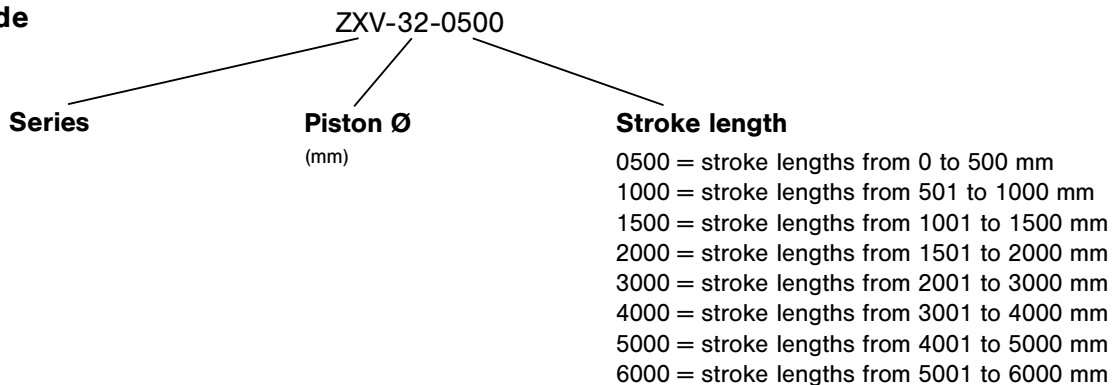 de
ZXV-32-0500
Series
Piston Ø
(mm)
Stroke length
0500 = stroke lengths from 0 to 500 mm
1000 = stroke lengths from 501 to 1000 mm
1500 = stroke lengths from 1001 to 1500 mm
2000 = stroke lengths from 1501 to 2000 mm
3000 = stroke lengths from 2001 to 3000 mm
4000 = stroke lengths from 3001 to 4000 mm
5000 = stroke lengths from 4001 to 5000 mm
6000 = stroke lengths from 5001 to 6000 mm